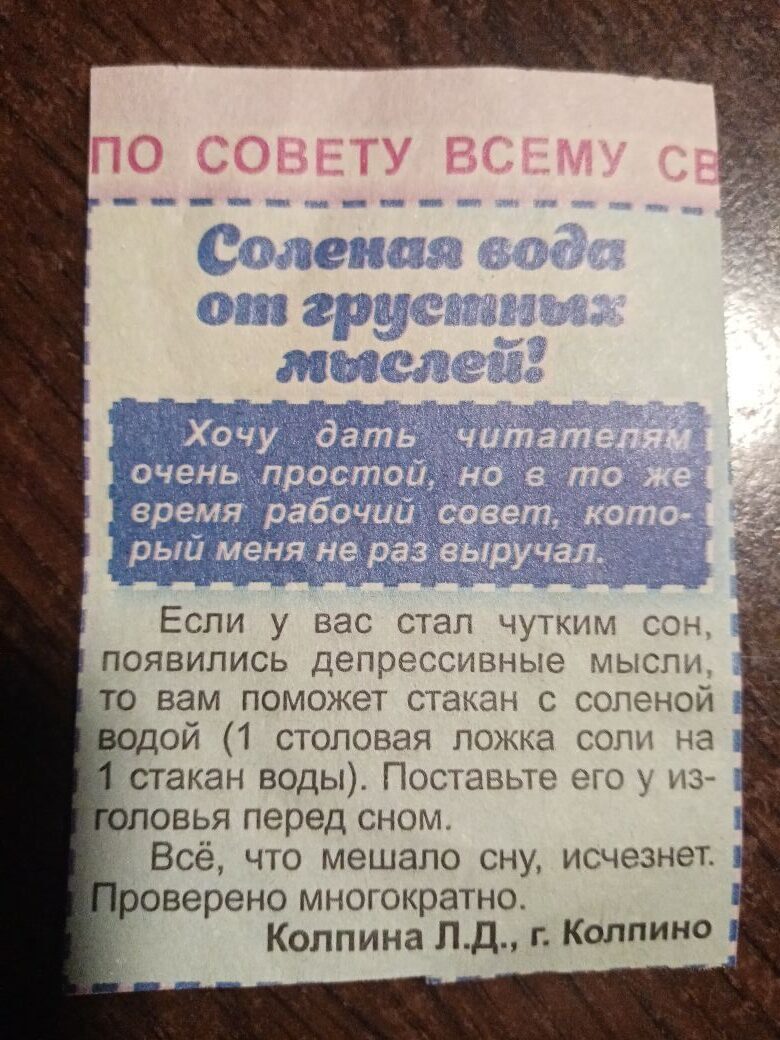 ПО СОВЕТУ ВСЕМУ СВ
Соленая вода
от грустных
мыслей!
Хочу дать читателям
очень простой, но в то же
время рабочий совет, кото-
рый меня не раз выручал.
Если у вас стал чутким сон,
появились депрессивные мысли,
то вам поможет стакан с соленой
водой (1 столовая ложка соли на
1 стакан воды). Поставьте его у из-
головья перед сном.
Всё, что мешало сну, исчезнет.
Проверено многократно.
Колпина Л.Д., г. Колпино